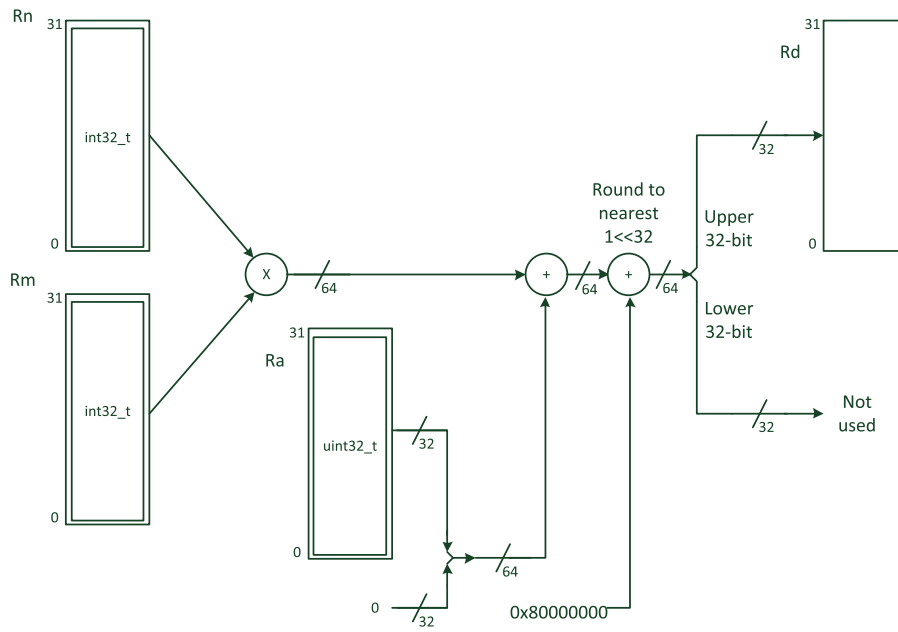 Rn
31
int32_t
0
Rm
31
int32_t
0
X
64
Ra
31
uint32_t
0
32
0
32
64
+
64
Round to
nearest
1<<32
+
64
0x80000000
Upper
32-bit
Lower
32-bit
32
Rd
31
0
32
Not
used